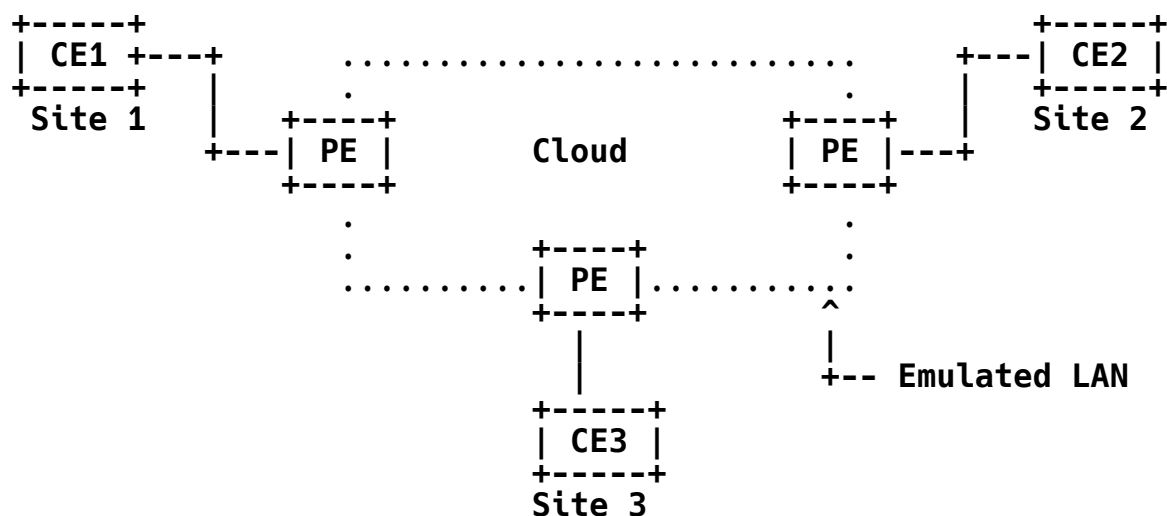 +-----+                                                +-----+
| CE1 +---+       ...........................       +---| CE2 |
+-----+   |       .                         .       |   +-----+
 Site 1   |    +----+                    +----+     |    Site 2
          +---| PE |       Cloud        | PE |---+
              +----+                    +----+
                .                         .
                .         +----+          .
                ..........| PE |...........
                          +----+         ^
                            |            |
                            |            +-- Emulated LAN
                          +-----+
                          | CE3 |
                          +-----+
                          Site 3